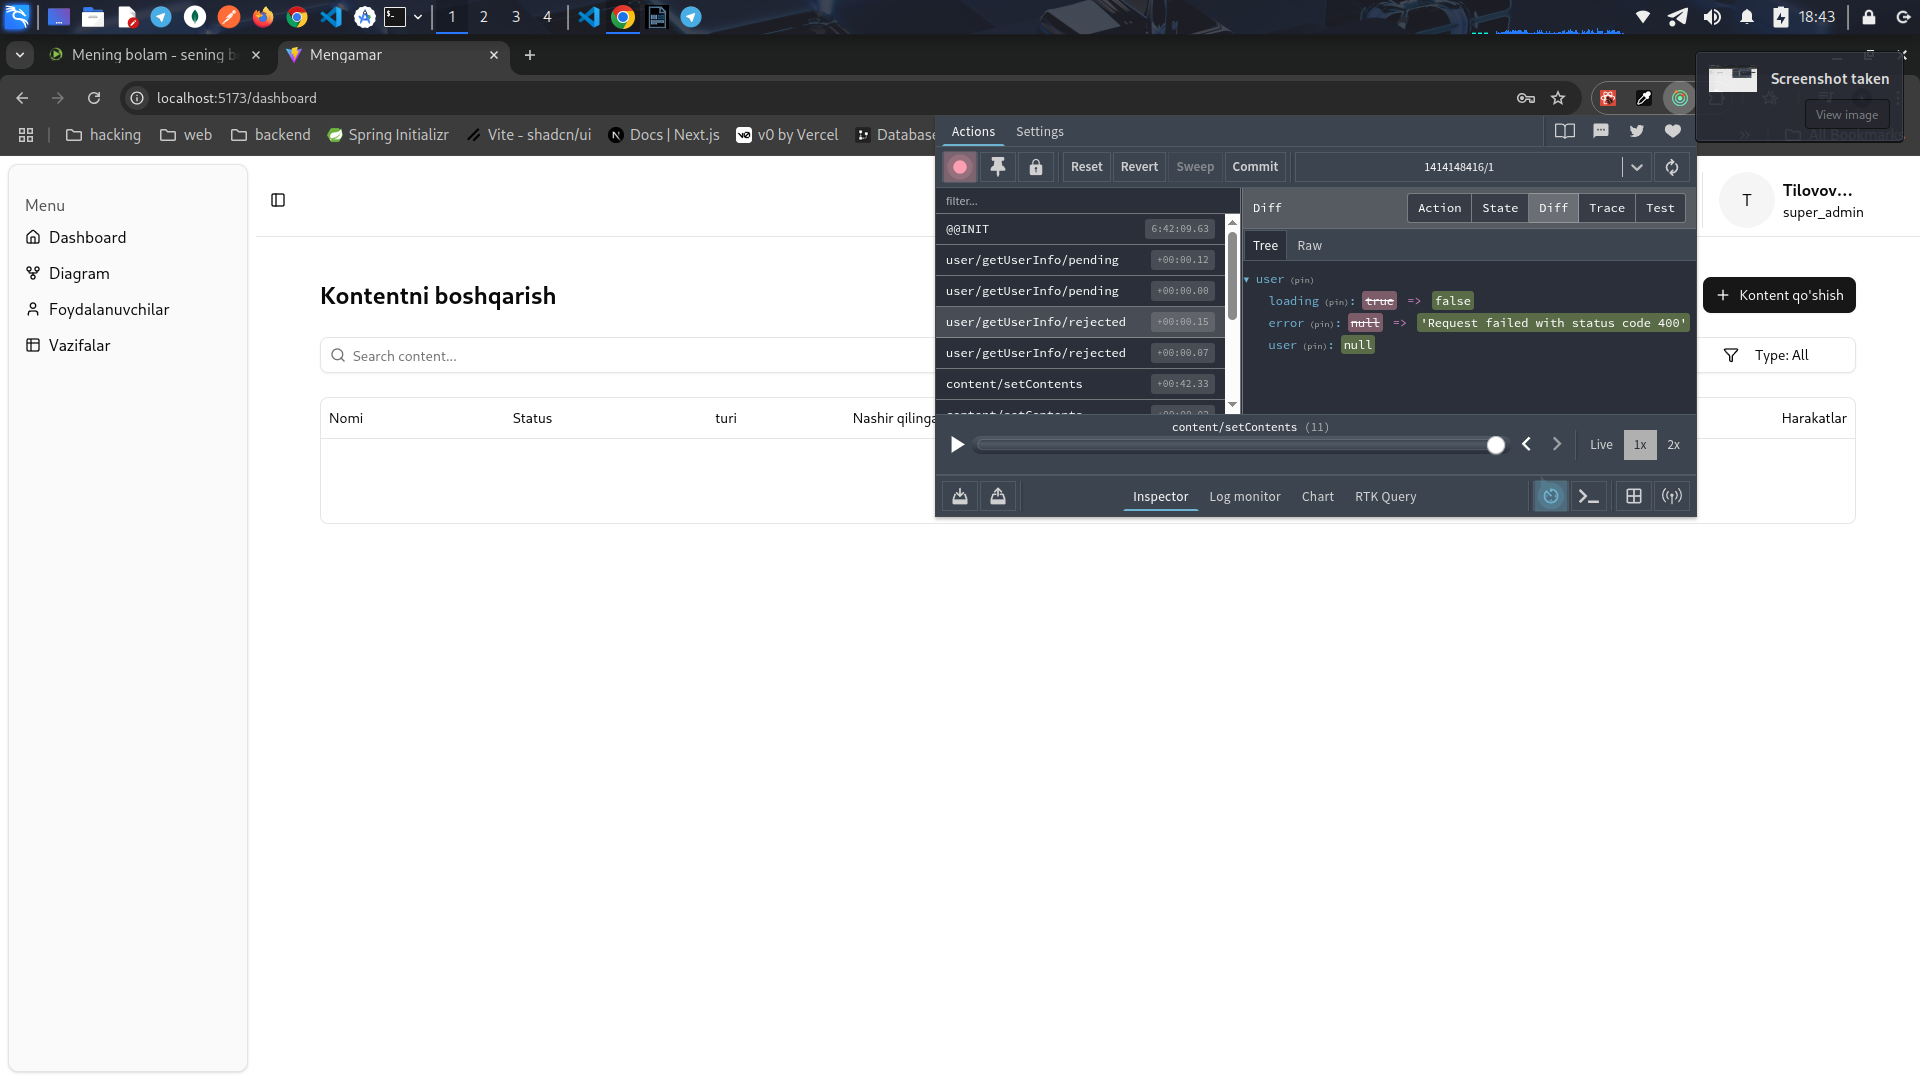 1 2 3 4
18:43
Mening bolam - sening b
Mengamar
localhost:5173/dashboard
Screenshot taken
View image
hacking
web
backend
Spring Initializr
Vite - shadcn/ui
Docs | Next.js
v0 by Vercel
Database
All Bookmarks
Actions Settings
Reset Revert Sweep Commit
1414148416/1
filter...
@@INIT 6:42:09.63
user/getUserInfo/pending +00:00.12
user/getUserInfo/pending +00:00.00
user/getUserInfo/rejected +00:00.15
user/getUserInfo/rejected +00:00.07
content/setContents +00:42.33
Diff
Action State Diff Trace Test
Tree Raw
user (pin)
loading (pin): true => false
error (pin): null => 'Request failed with status code 400'
user (pin): null
content/setContents (11)
Live 1x 2x
Inspector Log monitor Chart RTK Query
Menu
Dashboard
Diagram
Foydalanuvchilar
Vazifalar
T
Tilovov...
super_admin
Kontentni boshqarish
Kontent qo'shish
Search content...
Type: All
Nomi Status turi Nashir qilinga Harakatlar